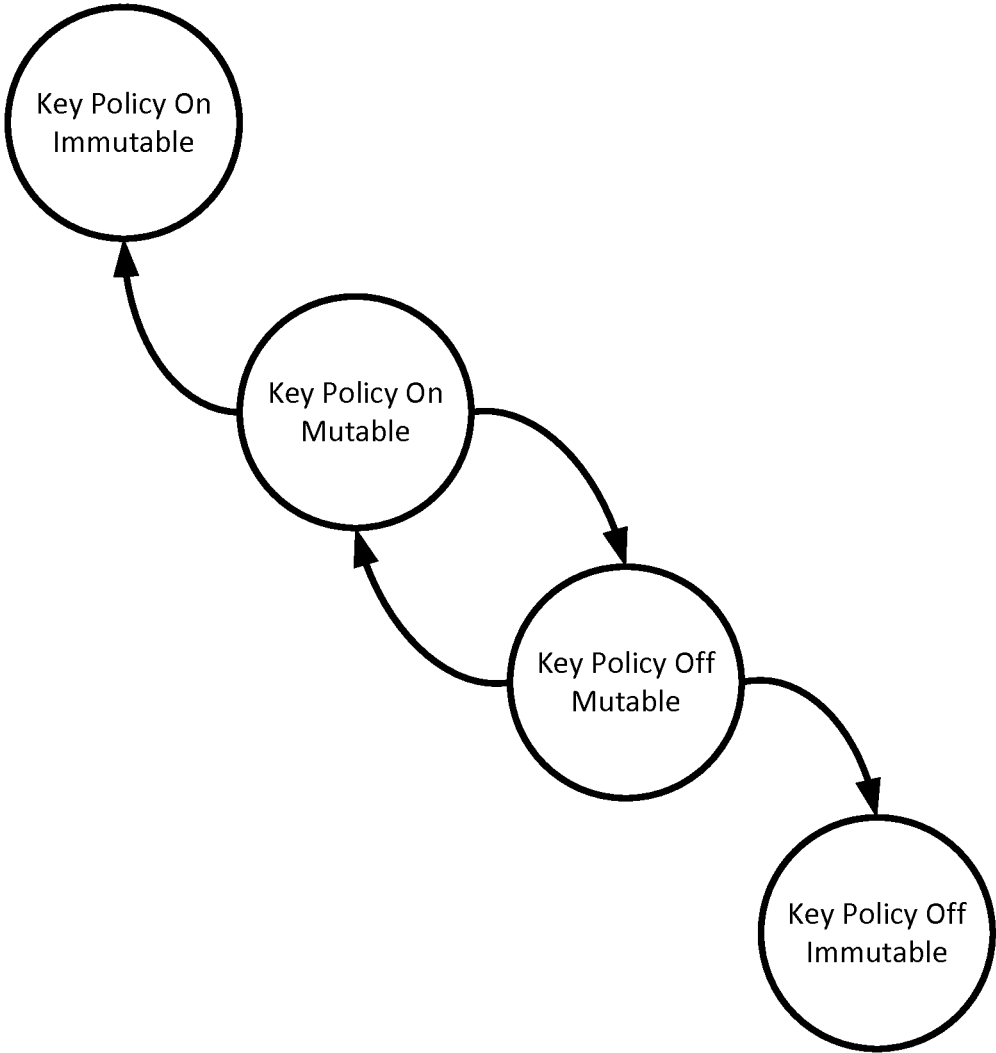 Key Policy On
Immutable
Key Policy On
Mutable
Key Policy Off
Mutable
Key Policy Off
Immutable